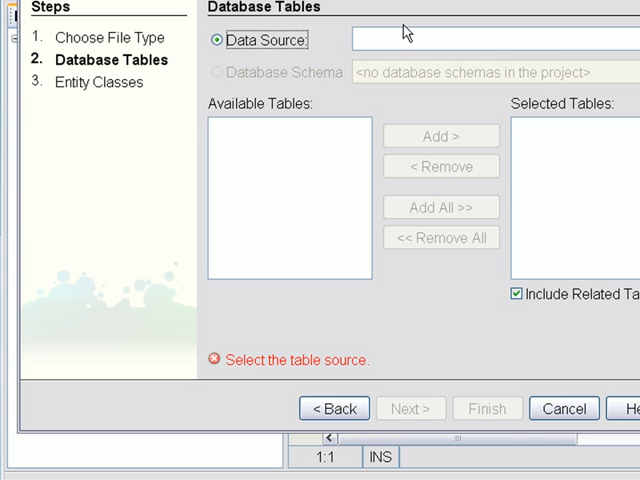 Steps
Database Tables
1. Choose File Type
2. Database Tables
3. Entity Classes
Data Source:
Database Schema
<no database schemas in the project>
Available Tables:
Selected Tables:
Add >
< Remove
Add All >>
<< Remove All
Include Related Ta
Select the table source.
< Back
Next >
Finish
Cancel
He
1:1
INS